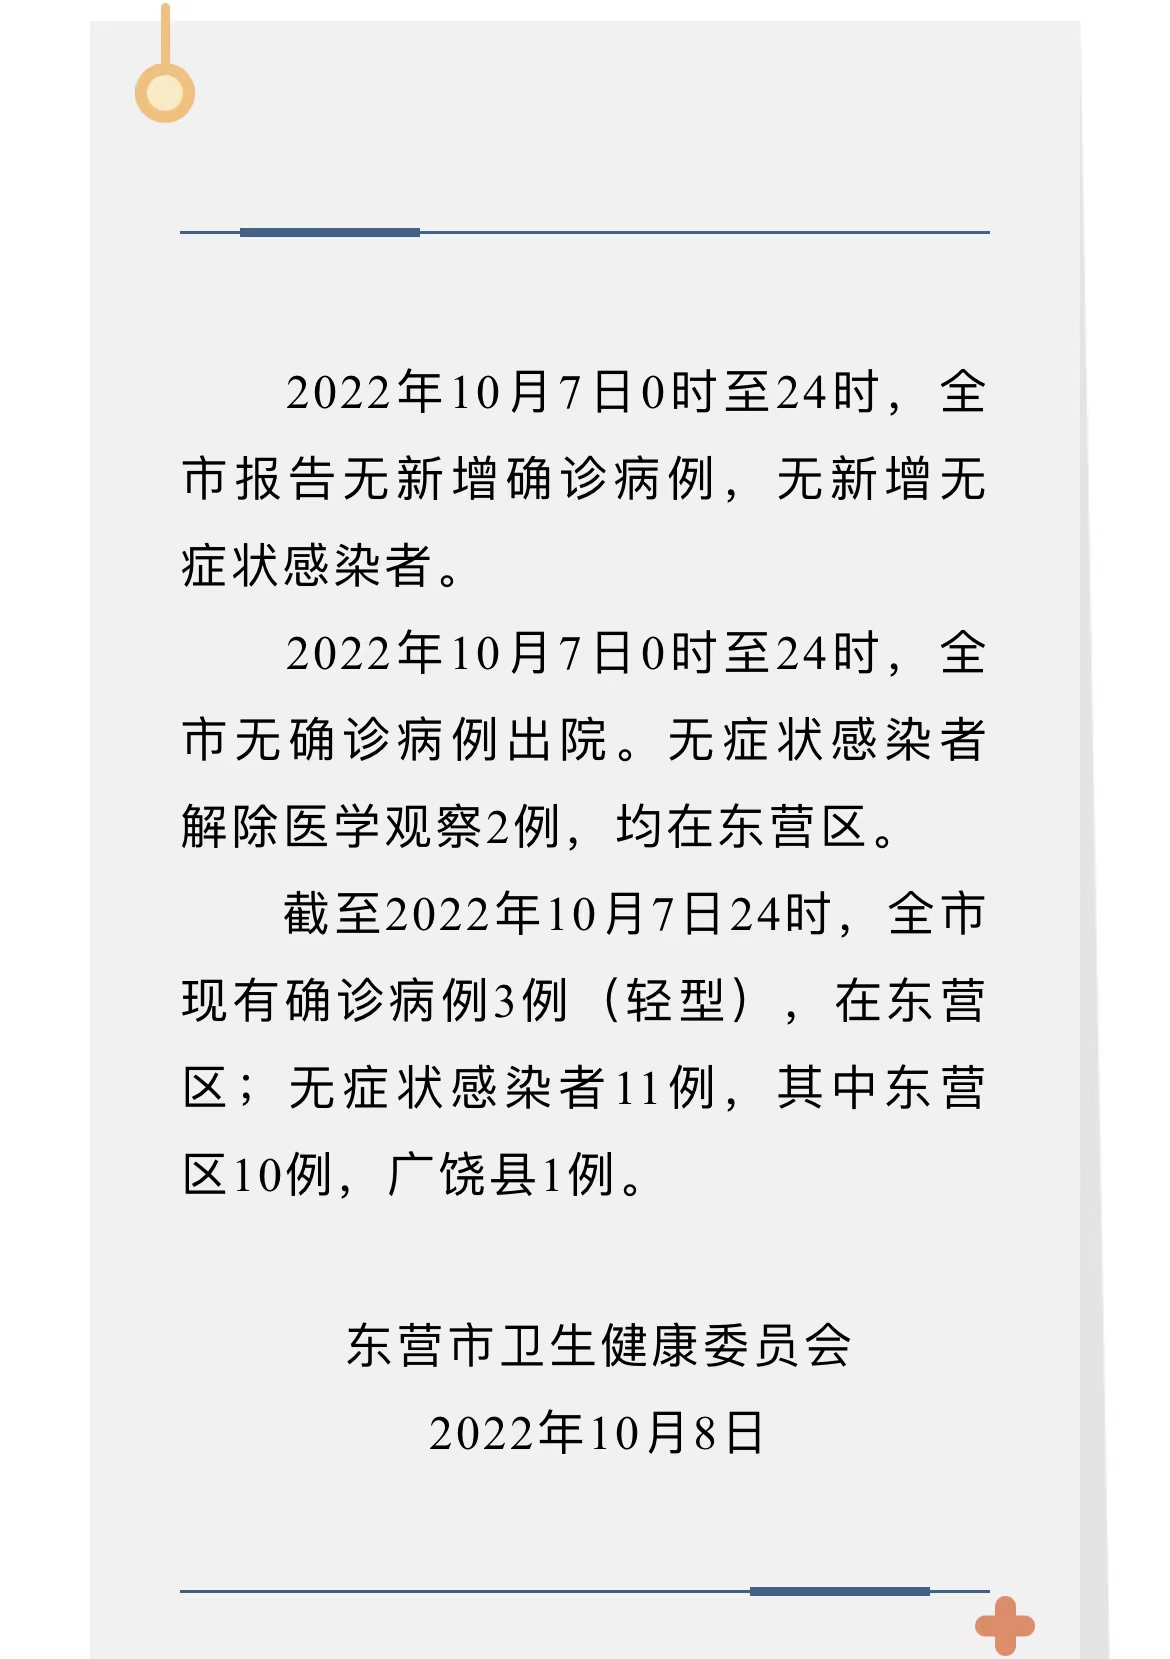 2022年10月7日0时至24时，全
市报告无新增确诊病例，无新增无
症状感染者。
2022年10月7日0时至24时，全
市无确诊病例出院。无症状感染者
解除医学观察2例，均在东营区。
截至2022年10月7日24时，全市
现有确诊病例3例（轻型），在东营
区；无症状感染者11例，其中东营
区10例，广饶县1例。
东营市卫生健康委员会
2022年10月8日